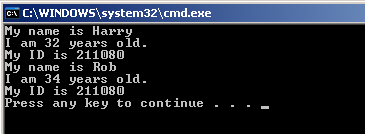 C:\WINDOWS\system32\cmd.exe
My name is Harry
I am 32 years old.
My ID is 211080
My name is Rob
I am 34 years old.
My ID is 211080
Press any key to continue . . . _